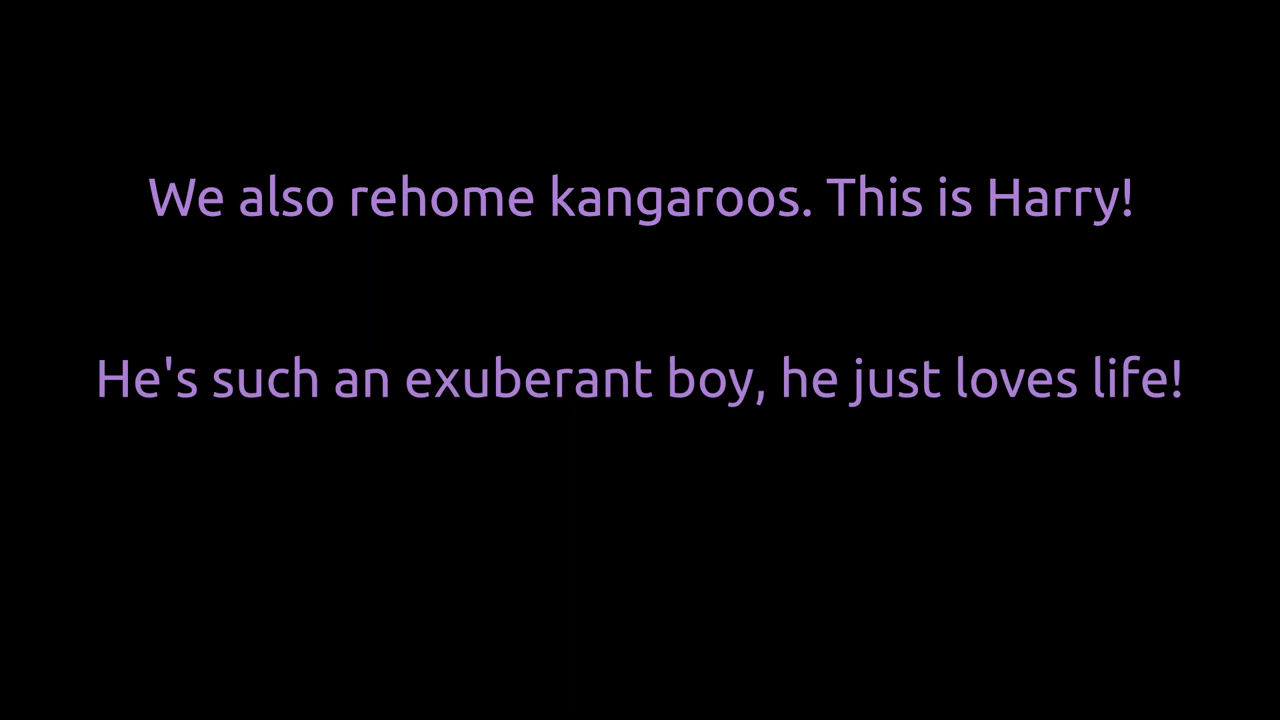 We also rehome kangaroos. This is Harry!
He's such an exuberant boy, he just loves life!